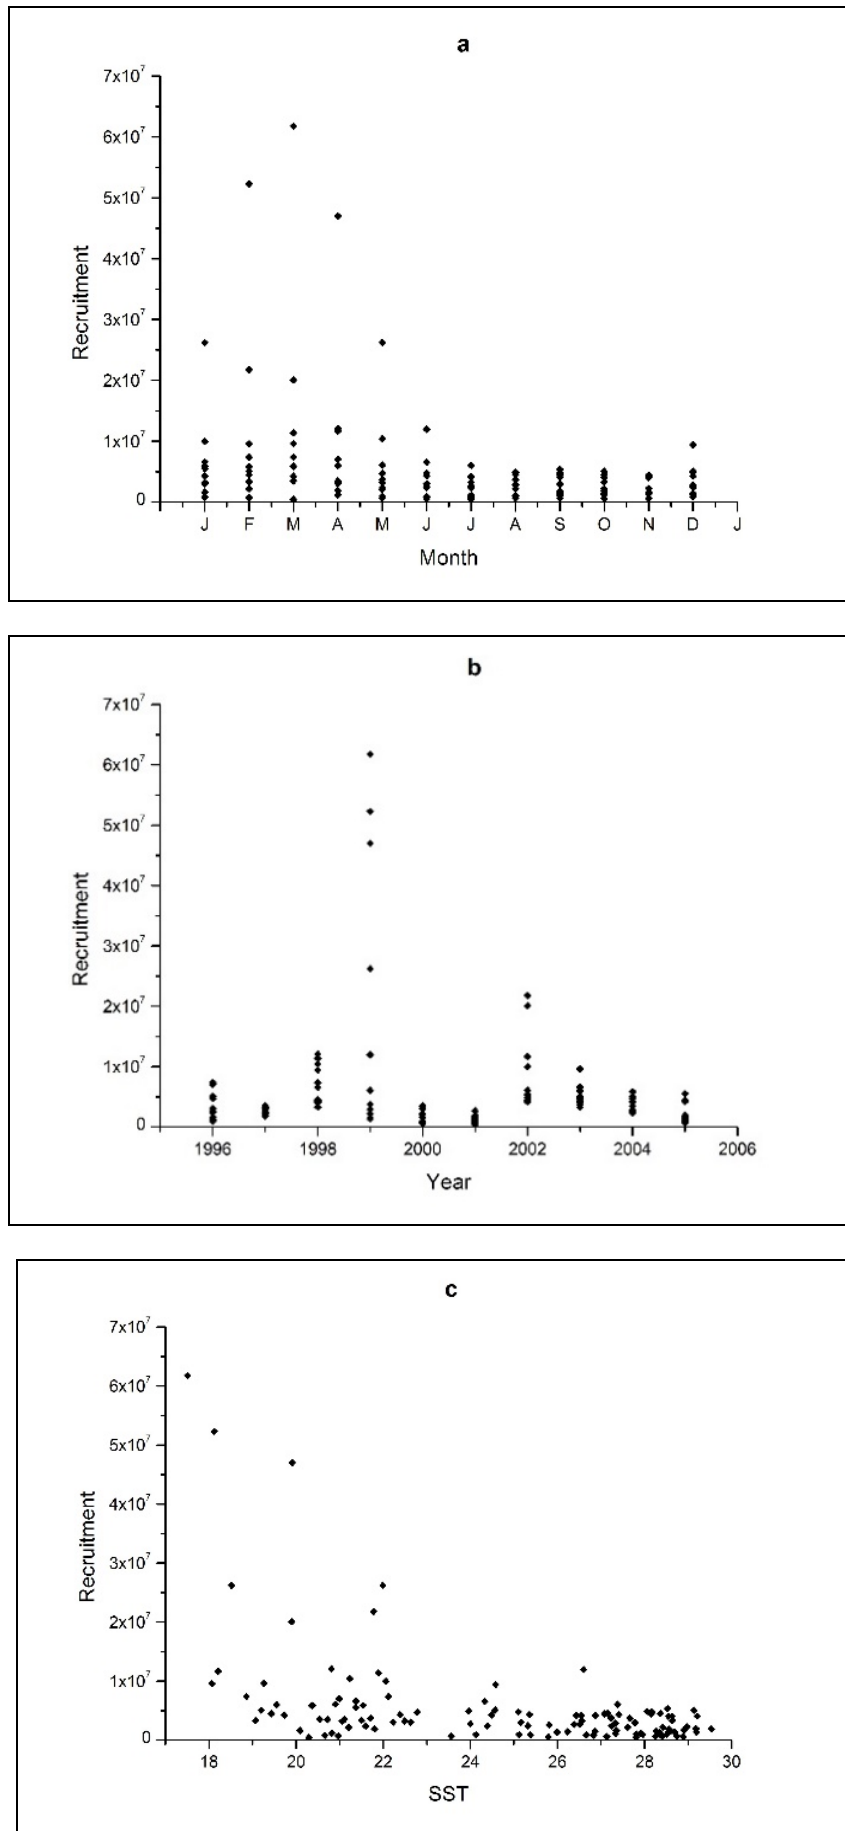 a
7x10⁷
6x10⁷
5x10⁷
4x10⁷
3x10⁷
2x10⁷
1x10⁷
0
Recruitment
J F M A M J J A S O N D J
Month
b
7x10⁷
6x10⁷
5x10⁷
4x10⁷
3x10⁷
2x10⁷
1x10⁷
0
Recruitment
1996 1998 2000 2002 2004 2006
Year
c
7x10⁷
6x10⁷
5x10⁷
4x10⁷
3x10⁷
2x10⁷
1x10⁷
0
Recruitment
18 20 22 24 26 28 30
SST